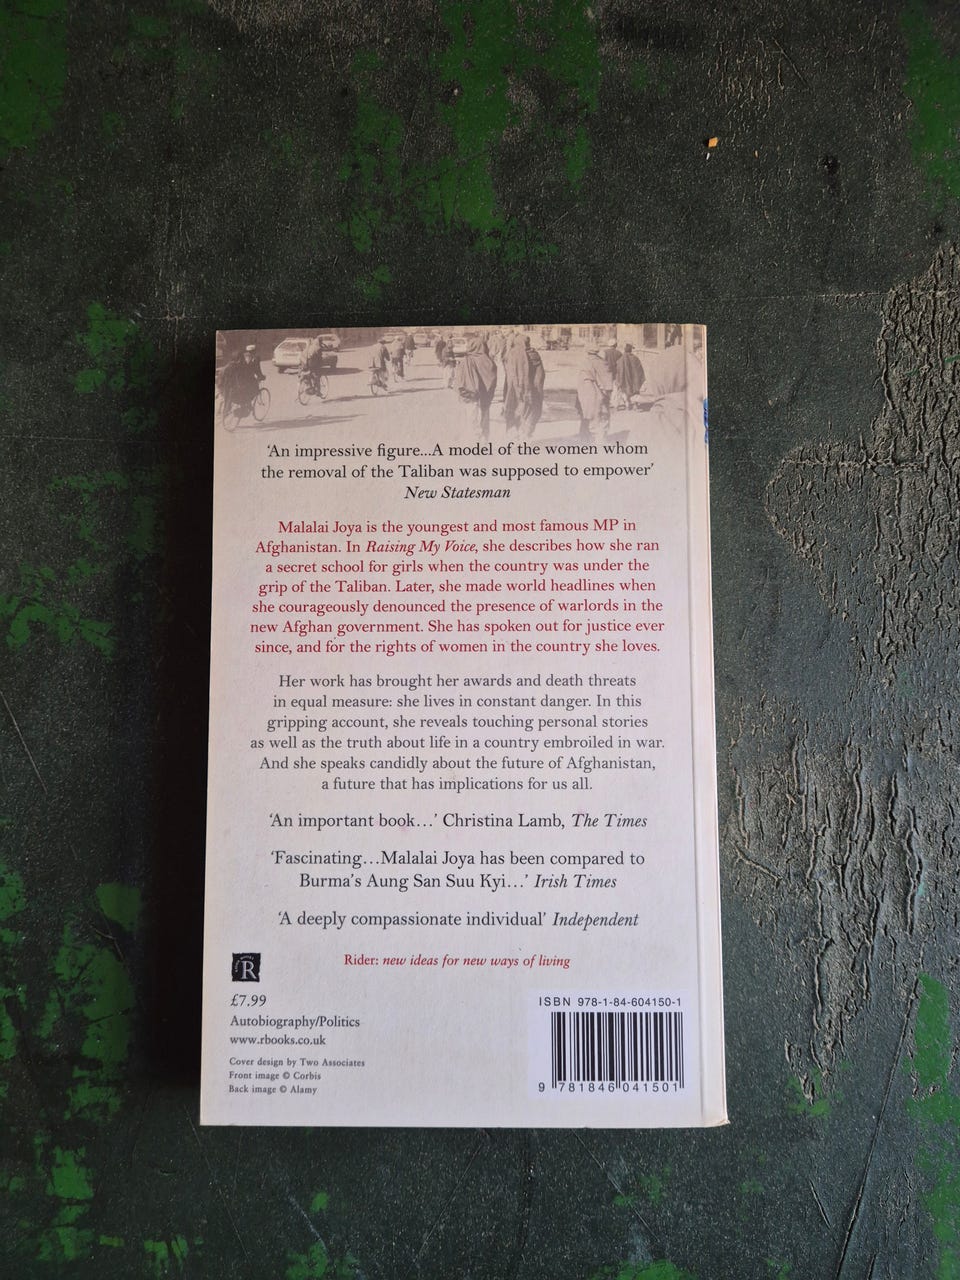 ‘An impressive figure...A model of the women whom
the removal of the Taliban was supposed to empower’
New Statesman
Malalai Joya is the youngest and most famous MP in
Afghanistan. In Raising My Voice, she describes how she ran
a secret school for girls when the country was under the
grip of the Taliban. Later, she made world headlines when
she courageously denounced the presence of warlords in the
new Afghan government. She has spoken out for justice ever
since, and for the rights of women in the country she loves.
Her work has brought her awards and death threats
in equal measure: she lives in constant danger. In this
gripping account, she reveals touching personal stories
as well as the truth about life in a country embroiled in war.
And she speaks candidly about the future of Afghanistan,
a future that has implications for us all.
‘An important book…’ Christina Lamb, The Times
‘Fascinating…Malalai Joya has been compared to
Burma’s Aung San Suu Kyi…’ Irish Times
‘A deeply compassionate individual’ Independent
Rider: new ideas for new ways of living
R
£7.99
Autobiography/Politics
www.rbooks.co.uk
Cover design by Two Associates
Front image © Corbis
Back image © Alamy
ISBN 978-1-84-604150-1
9 781846 041501